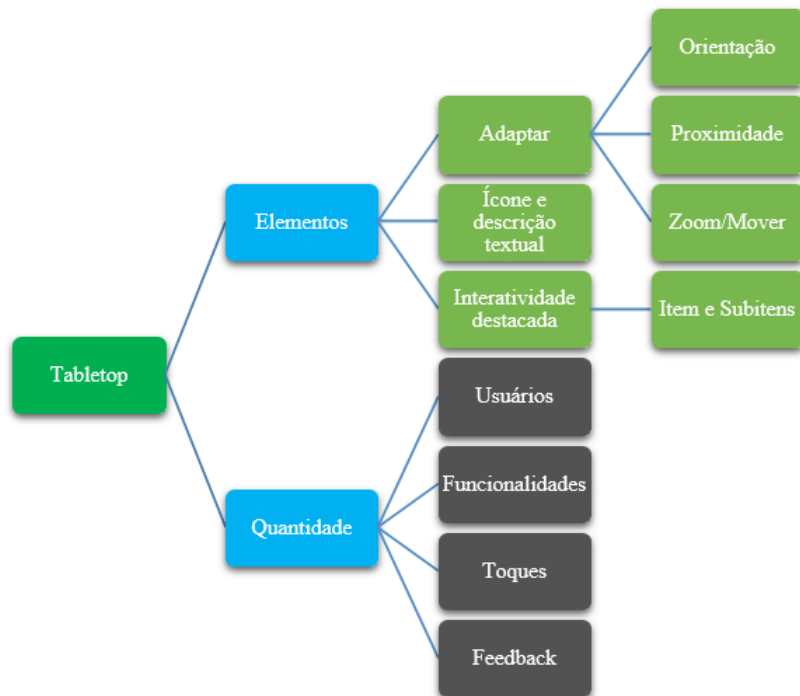 Orientação
Adaptar
Proximidade
Elementos
Ícone e
descrição
textual
Zoom/Mover
Interatividade
destacada
Item e Subitens
Tabletop
Usuários
Funcionalidades
Quantidade
Toques
Feedback